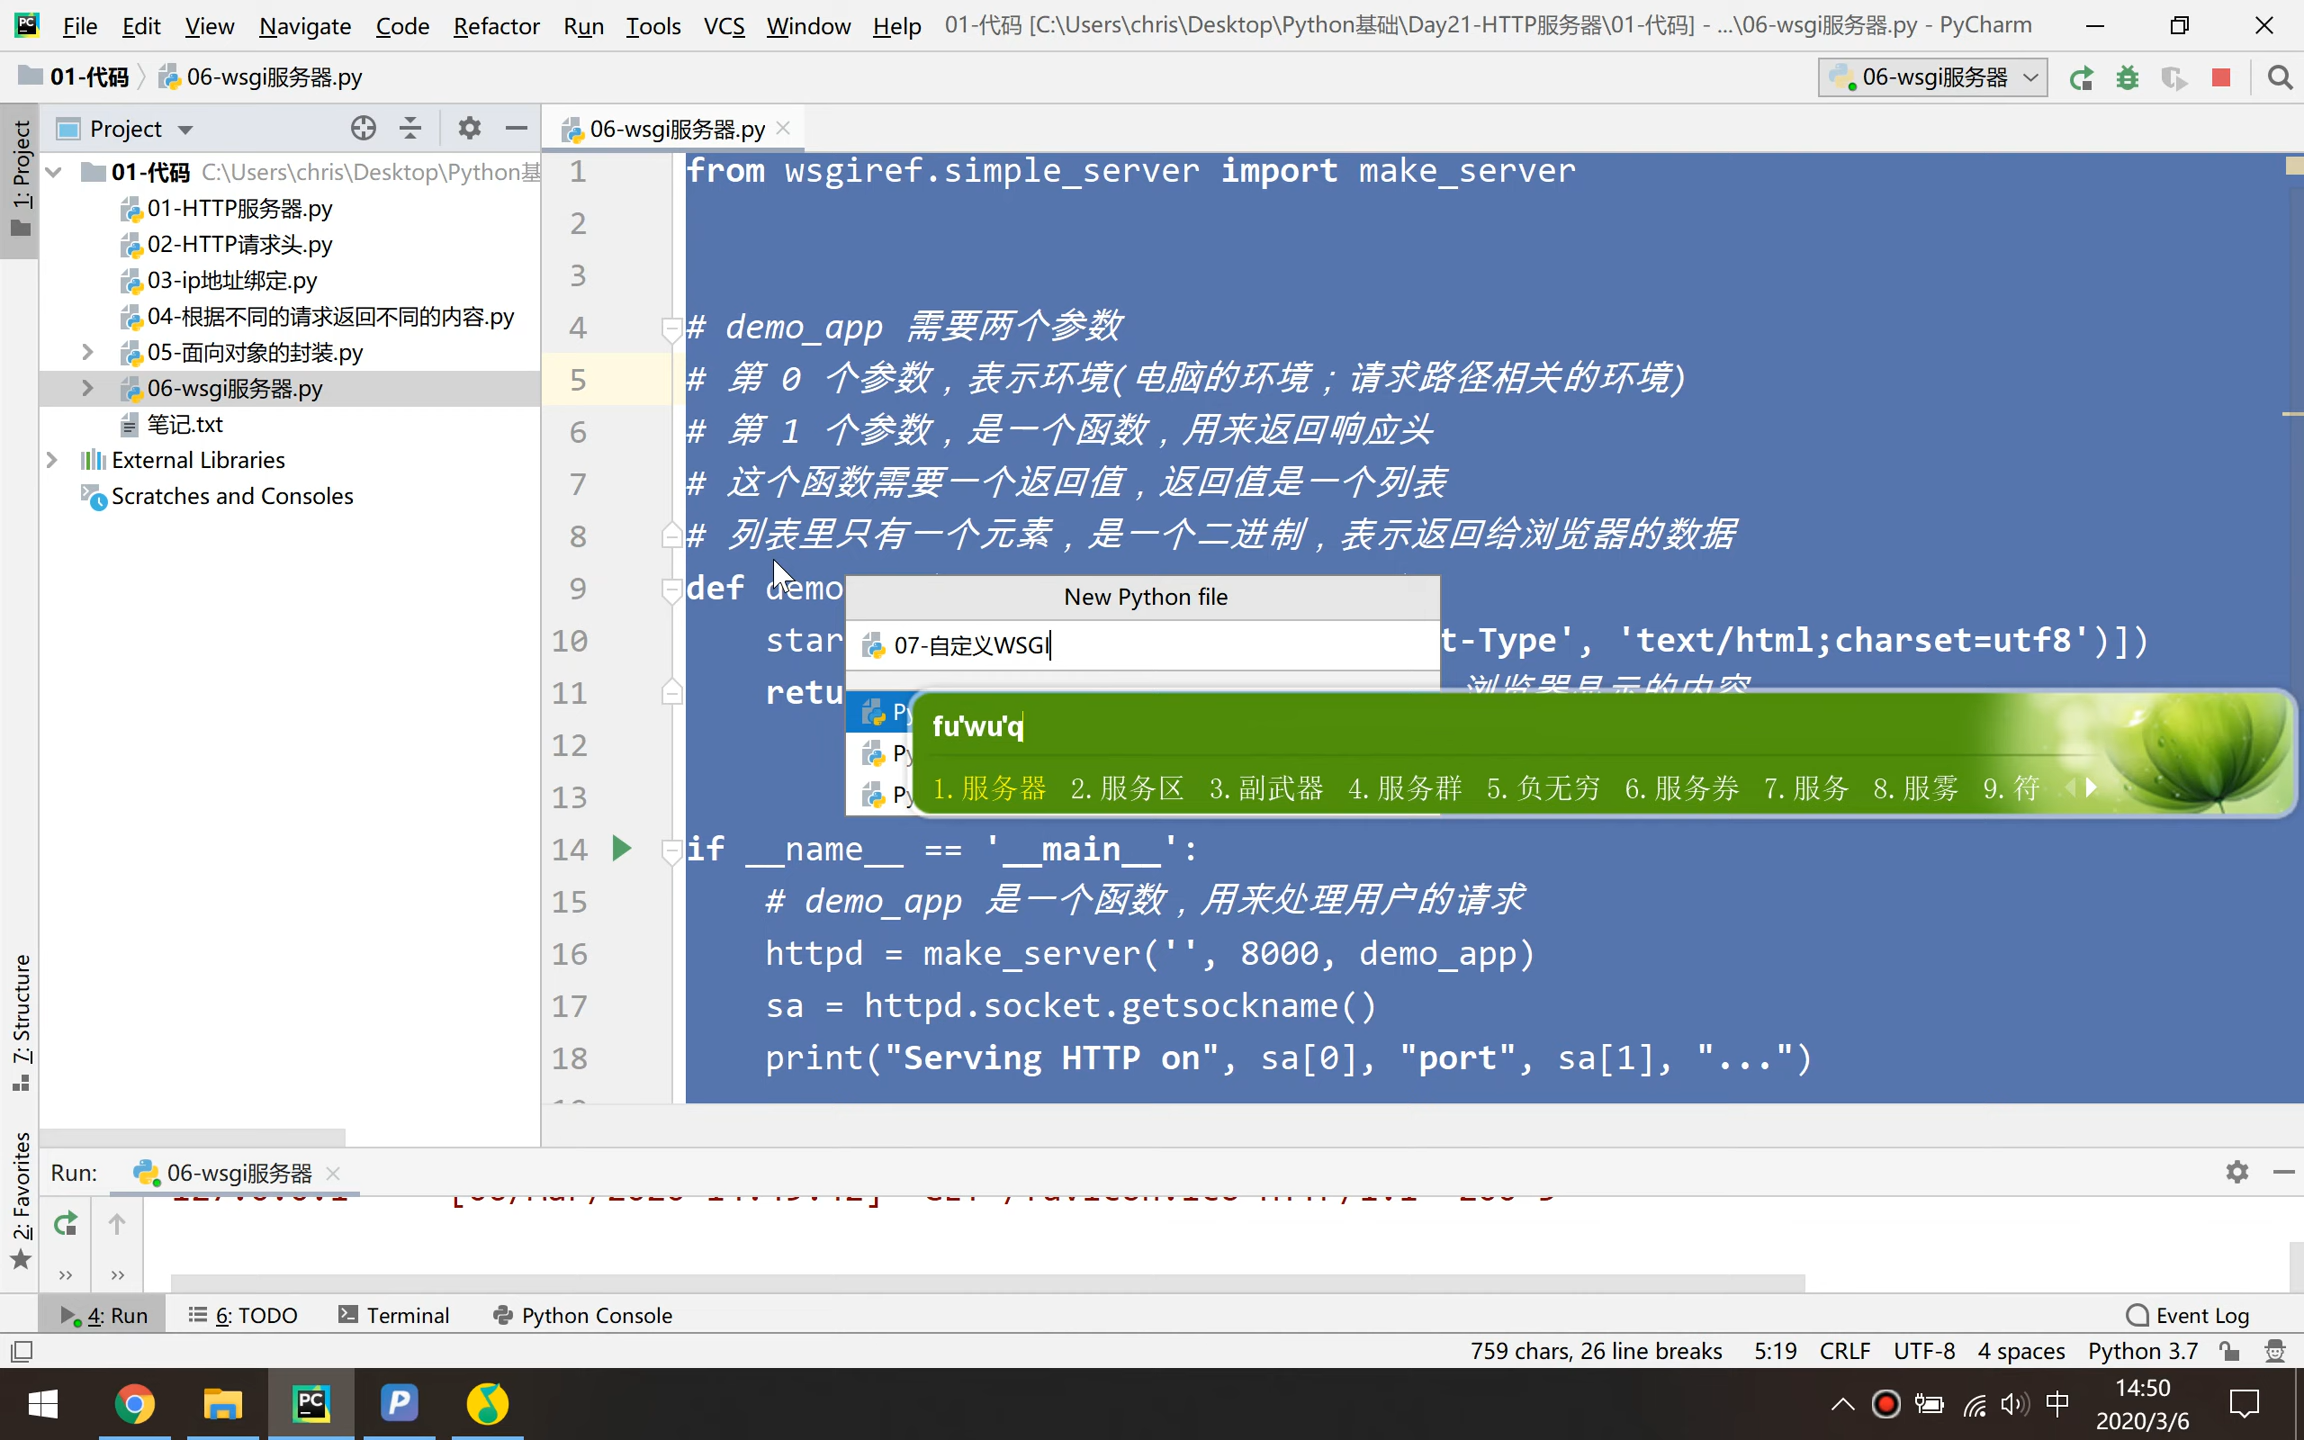 File Edit View Navigate Code Refactor Run Tools VCS Window Help 01-代码 [C:\Users\chris\Desktop\Python基础\Day21-HTTP服务器\01-代码] - ...\06-wsgi服务器.py - PyCharm
01-代码 06-wsgi服务器.py 06-wsgi服务器
1: Project
Project
06-wsgi服务器.py
01-代码 C:\Users\chris\Desktop\Python基
01-HTTP服务器.py
02-HTTP请求头.py
03-ip地址绑定.py
04-根据不同的请求返回不同的内容.py
05-面向对象的封装.py
06-wsgi服务器.py
笔记.txt
External Libraries
Scratches and Consoles
1 from wsgiref.simple_server import make_server
2
3
4 # demo_app 需要两个参数
5 # 第 0 个参数，表示环境(电脑的环境；请求路径相关的环境)
6 # 第 1 个参数，是一个函数，用来返回响应头
7 # 这个函数需要一个返回值，返回值是一个列表
8 # 列表里只有一个元素，是一个二进制，表示返回给浏览器的数据
9 def demo
10 star t-Type', 'text/html;charset=utf8')])
11 retu 浏览器显示的内容
12
13
14 if __name__ == '__main__':
15 # demo_app 是一个函数，用来处理用户的请求
16 httpd = make_server('', 8000, demo_app)
17 sa = httpd.socket.getsockname()
18 print("Serving HTTP on", sa[0], "port", sa[1], "...")
New Python file
07-自定义WSGI
Py
Py
Py
fu'wu'q
1.服务器 2.服务区 3.副武器 4.服务群 5.负无穷 6.服务券 7.服务 8.服雾 9.符
7: Structure
2: Favorites
Run: 06-wsgi服务器
4: Run 6: TODO Terminal Python Console Event Log
759 chars, 26 line breaks 5:19 CRLF UTF-8 4 spaces Python 3.7
中 14:50
2020/3/6